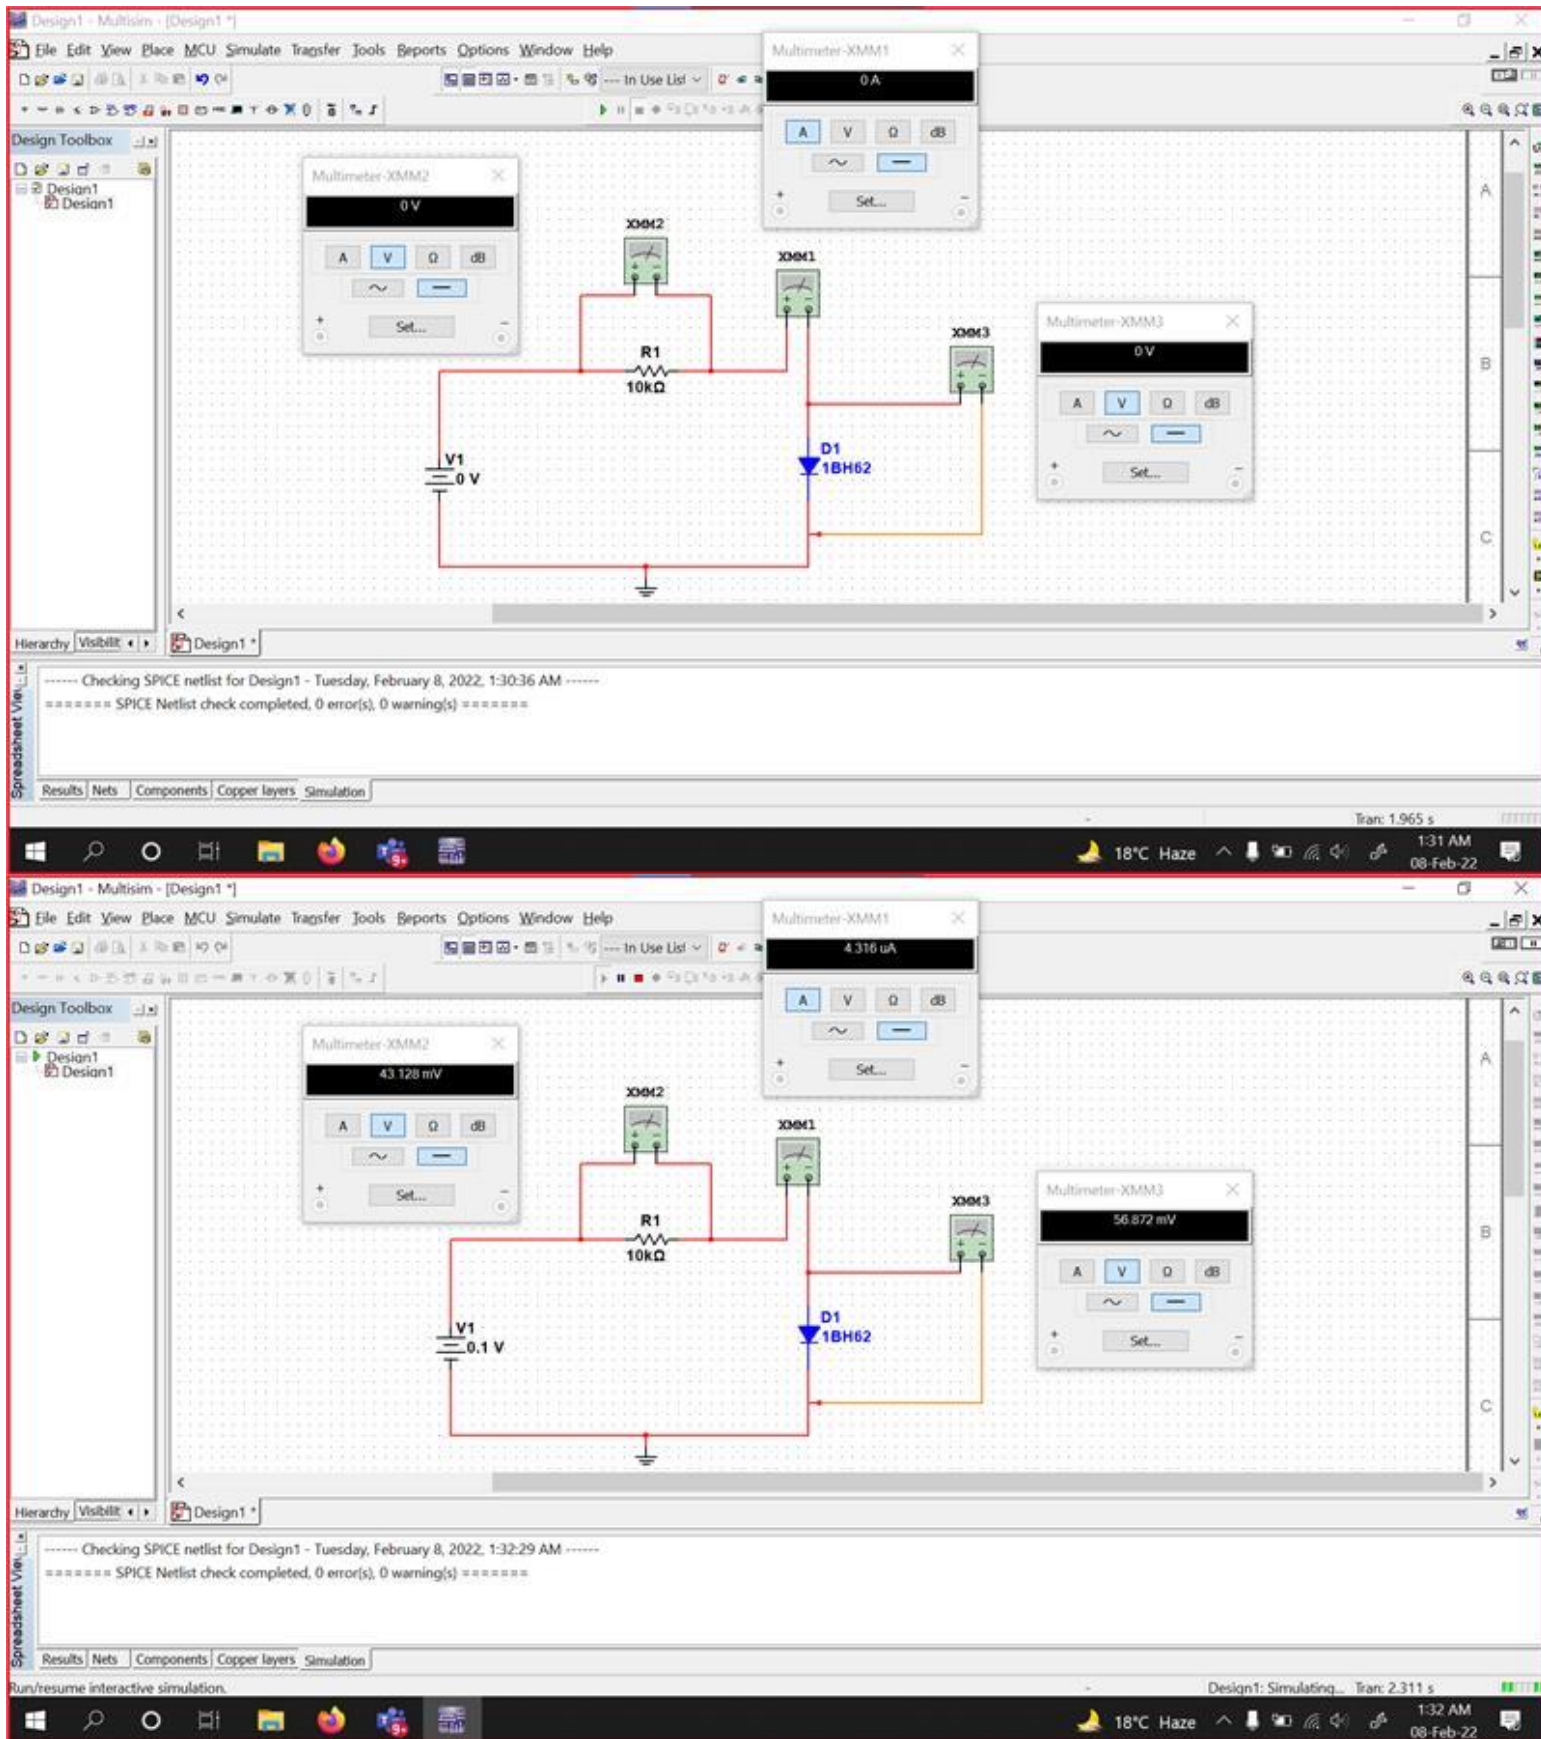 Design1 - Multisim - [Design1 *]
File Edit View Place MCU Simulate Transfer Tools Reports Options Window Help
--- In Use List
Multimeter-XMM1
0 A
A V Ω dB
Set...
Design Toolbox
Design1
Design1
Multimeter-XMM2
0 V
A V Ω dB
Set...
XMM2
XMM1
XMM3
Multimeter-XMM3
0 V
A V Ω dB
Set...
R1
10kΩ
V1
0 V
D1
1BH62
A
B
C
Hierarchy Visibilit
Design1 *
Spreadsheet View
------ Checking SPICE netlist for Design1 - Tuesday, February 8, 2022, 1:30:36 AM ------
======= SPICE Netlist check completed, 0 error(s), 0 warning(s) =======
Results Nets Components Copper layers Simulation
- Tran: 1.965 s
9+
18°C Haze
1:31 AM
08-Feb-22
Design1 - Multisim - [Design1 *]
File Edit View Place MCU Simulate Transfer Tools Reports Options Window Help
--- In Use List
Multimeter-XMM1
4.316 uA
A V Ω dB
Set...
Design Toolbox
Design1
Design1
Multimeter-XMM2
43.128 mV
A V Ω dB
Set...
XMM2
XMM1
XMM3
Multimeter-XMM3
56.872 mV
A V Ω dB
Set...
R1
10kΩ
V1
0.1 V
D1
1BH62
A
B
C
Hierarchy Visibilit
Design1 *
Spreadsheet View
------ Checking SPICE netlist for Design1 - Tuesday, February 8, 2022, 1:32:29 AM ------
======= SPICE Netlist check completed, 0 error(s), 0 warning(s) =======
Results Nets Components Copper layers Simulation
Run/resume interactive simulation.
- Design1: Simulating... Tran: 2.311 s
9+
18°C Haze
1:32 AM
08-Feb-22